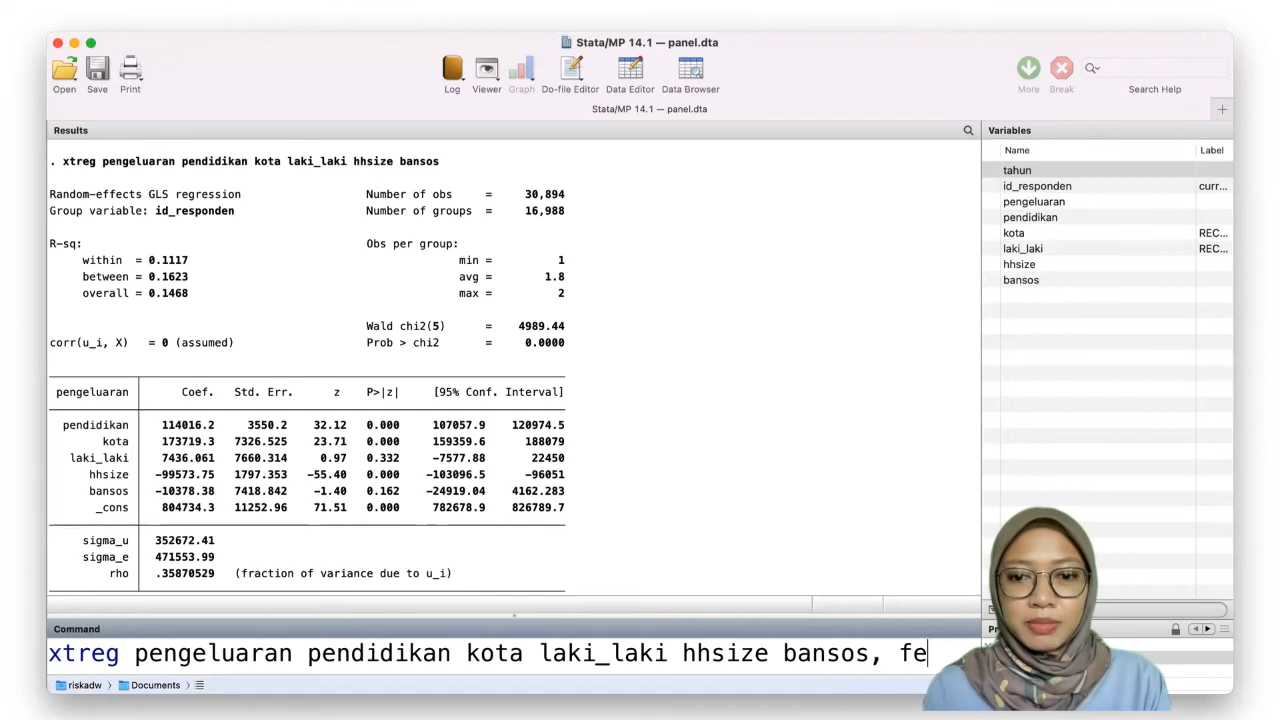 Stata/MP 14.1 — panel.dta
Open Save Print Log Viewer Graph Do-file Editor Data Editor Data Browser More Break Search Help
Stata/MP 14.1 — panel.dta
Results
. xtreg pengeluaran pendidikan kota laki_laki hhsize bansos
Random-effects GLS regression Number of obs = 30,894
Group variable: id_responden Number of groups = 16,988
R-sq: Obs per group:
within = 0.1117 min = 1
between = 0.1623 avg = 1.8
overall = 0.1468 max = 2
Wald chi2(5) = 4989.44
corr(u_i, X) = 0 (assumed) Prob > chi2 = 0.0000
pengeluaran Coef. Std. Err. z P>|z| [95% Conf. Interval]
pendidikan 114016.2 3550.2 32.12 0.000 107057.9 120974.5
kota 173719.3 7326.525 23.71 0.000 159359.6 188079
laki_laki 7436.061 7660.314 0.97 0.332 -7577.88 22450
hhsize -99573.75 1797.353 -55.40 0.000 -103096.5 -96051
bansos -10378.38 7418.842 -1.40 0.162 -24919.04 4162.283
_cons 804734.3 11252.96 71.51 0.000 782678.9 826789.7
sigma_u 352672.41
sigma_e 471553.99
rho .35870529 (fraction of variance due to u_i)
Command
xtreg pengeluaran pendidikan kota laki_laki hhsize bansos, fe
riskadw Documents
Variables
Name Label
tahun
id_responden curr...
pengeluaran
pendidikan
kota REC...
laki_laki REC...
hhsize
bansos